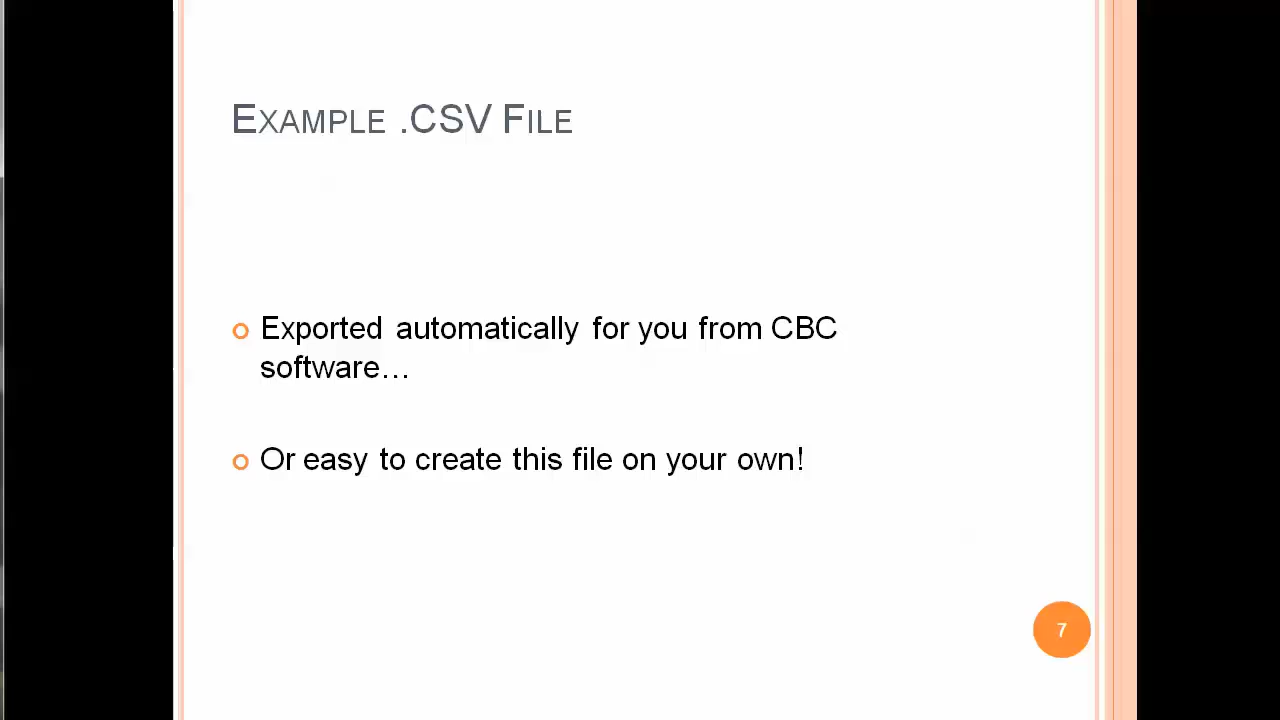 EXAMPLE .CSV FILE
Exported automatically for you from CBC
software…
Or easy to create this file on your own!
7